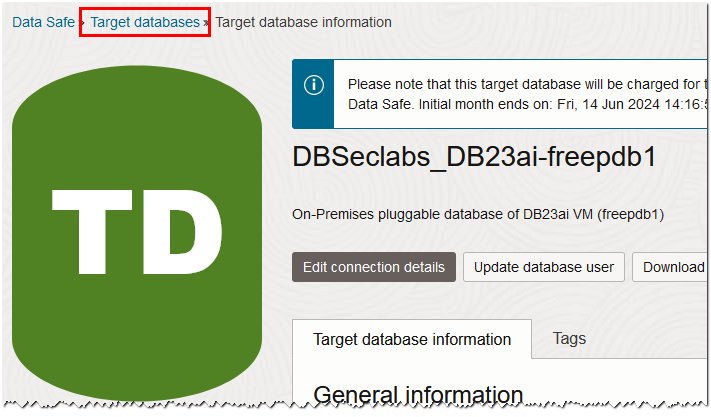 Data Safe » Target databases » Target database information
TD
Please note that this target database will be charged for
Data Safe. Initial month ends on: Fri, 14 Jun 2024 14:16:5
DBSeclabs_DB23ai-freepdb1
On-Premises pluggable database of DB23ai VM (freepdb1)
Edit connection details Update database user Download
Target database information Tags
General information